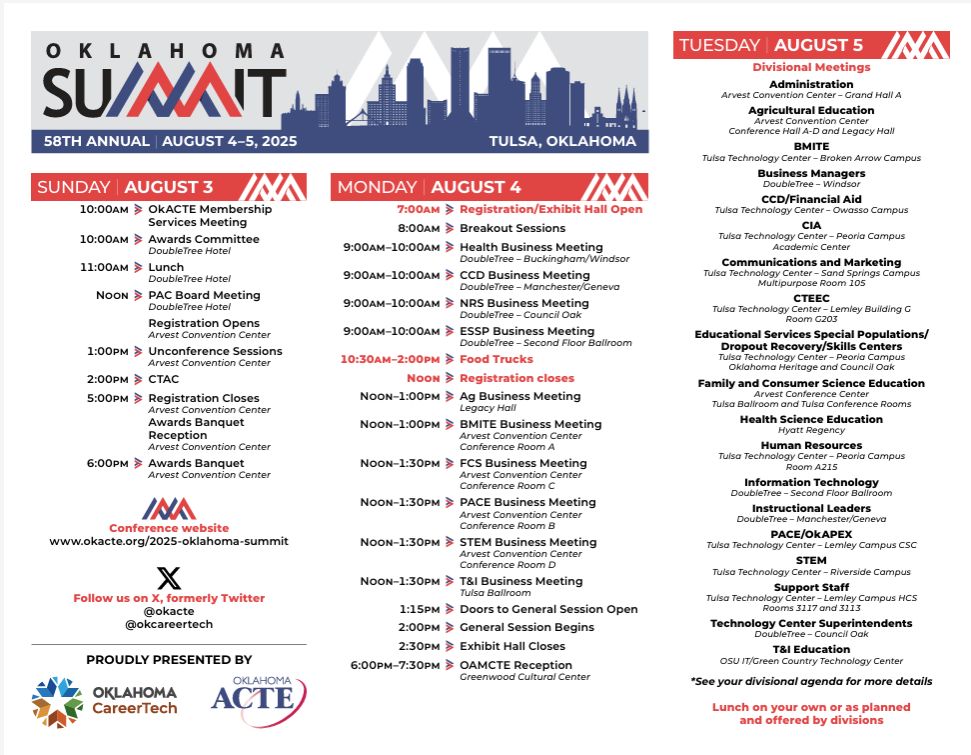 OKLAHOMA
SUMMIT
58TH ANNUAL | AUGUST 4–5, 2025
TULSA, OKLAHOMA
SUNDAY | AUGUST 3
10:00AM OkACTE Membership
Services Meeting
10:00AM Awards Committee
DoubleTree Hotel
11:00AM Lunch
DoubleTree Hotel
NOON PAC Board Meeting
DoubleTree Hotel
Registration Opens
Arvest Convention Center
1:00PM Unconference Sessions
Arvest Convention Center
2:00PM CTAC
5:00PM Registration Closes
Arvest Convention Center
Awards Banquet
Reception
Arvest Convention Center
6:00PM Awards Banquet
Arvest Convention Center
Conference website
www.okacte.org/2025-oklahoma-summit
X
Follow us on X, formerly Twitter
@okacte
@okcareertech
PROUDLY PRESENTED BY
OKLAHOMA
CareerTech
OKLAHOMA
ACTE
MONDAY | AUGUST 4
7:00AM Registration/Exhibit Hall Open
8:00AM Breakout Sessions
9:00AM–10:00AM Health Business Meeting
DoubleTree – Buckingham/Windsor
9:00AM–10:00AM CCD Business Meeting
DoubleTree – Manchester/Geneva
9:00AM–10:00AM NRS Business Meeting
DoubleTree – Council Oak
9:00AM–10:00AM ESSP Business Meeting
DoubleTree – Second Floor Ballroom
10:30AM–2:00PM Food Trucks
NOON Registration closes
NOON–1:00PM Ag Business Meeting
Legacy Hall
NOON–1:00PM BMITE Business Meeting
Arvest Convention Center
Conference Room A
NOON–1:30PM FCS Business Meeting
Arvest Convention Center
Conference Room C
NOON–1:30PM PACE Business Meeting
Arvest Convention Center
Conference Room B
NOON–1:30PM STEM Business Meeting
Arvest Convention Center
Conference Room D
NOON–1:30PM T&I Business Meeting
Tulsa Ballroom
1:15PM Doors to General Session Open
2:00PM General Session Begins
2:30PM Exhibit Hall Closes
6:00PM–7:30PM OAMCTE Reception
Greenwood Cultural Center
TUESDAY | AUGUST 5
Divisional Meetings
Administration
Arvest Convention Center – Grand Hall A
Agricultural Education
Arvest Convention Center
Conference Hall A-D and Legacy Hall
BMITE
Tulsa Technology Center – Broken Arrow Campus
Business Managers
DoubleTree – Windsor
CCD/Financial Aid
Tulsa Technology Center – Owasso Campus
CIA
Tulsa Technology Center – Peoria Campus
Academic Center
Communications and Marketing
Tulsa Technology Center – Sand Springs Campus
Multipurpose Room 105
CTEEC
Tulsa Technology Center – Lemley Building G
Room G203
Educational Services Special Populations/
Dropout Recovery/Skills Centers
Tulsa Technology Center – Peoria Campus
Oklahoma Heritage and Council Oak
Family and Consumer Science Education
Arvest Conference Center
Tulsa Ballroom and Tulsa Conference Rooms
Health Science Education
Hyatt Regency
Human Resources
Tulsa Technology Center – Peoria Campus
Room A215
Information Technology
DoubleTree – Second Floor Ballroom
Instructional Leaders
DoubleTree – Manchester/Geneva
PACE/OkAPEX
Tulsa Technology Center – Lemley Campus CSC
STEM
Tulsa Technology Center – Riverside Campus
Support Staff
Tulsa Technology Center – Lemley Campus HCS
Rooms 3117 and 3113
Technology Center Superintendents
DoubleTree – Council Oak
T&I Education
OSU IT/Green Country Technology Center
*See your divisional agenda for more details
Lunch on your own or as planned
and offered by divisions